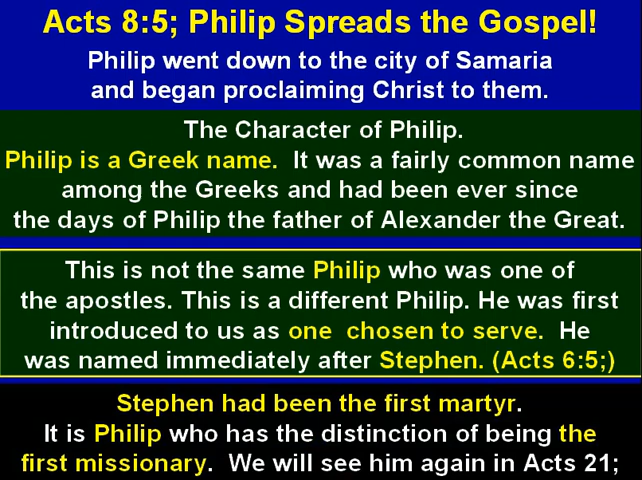 Acts 8:5; Philip Spreads the Gospel!
Philip went down to the city of Samaria
and began proclaiming Christ to them.
The Character of Philip.
Philip is a Greek name.  It was a fairly common name
among the Greeks and had been ever since
the days of Philip the father of Alexander the Great.
This is not the same Philip who was one of
the apostles. This is a different Philip. He was first
introduced to us as one  chosen to serve.  He
was named immediately after Stephen. (Acts 6:5;)
Stephen had been the first martyr.
It is Philip who has the distinction of being the
first missionary.  We will see him again in Acts 21;